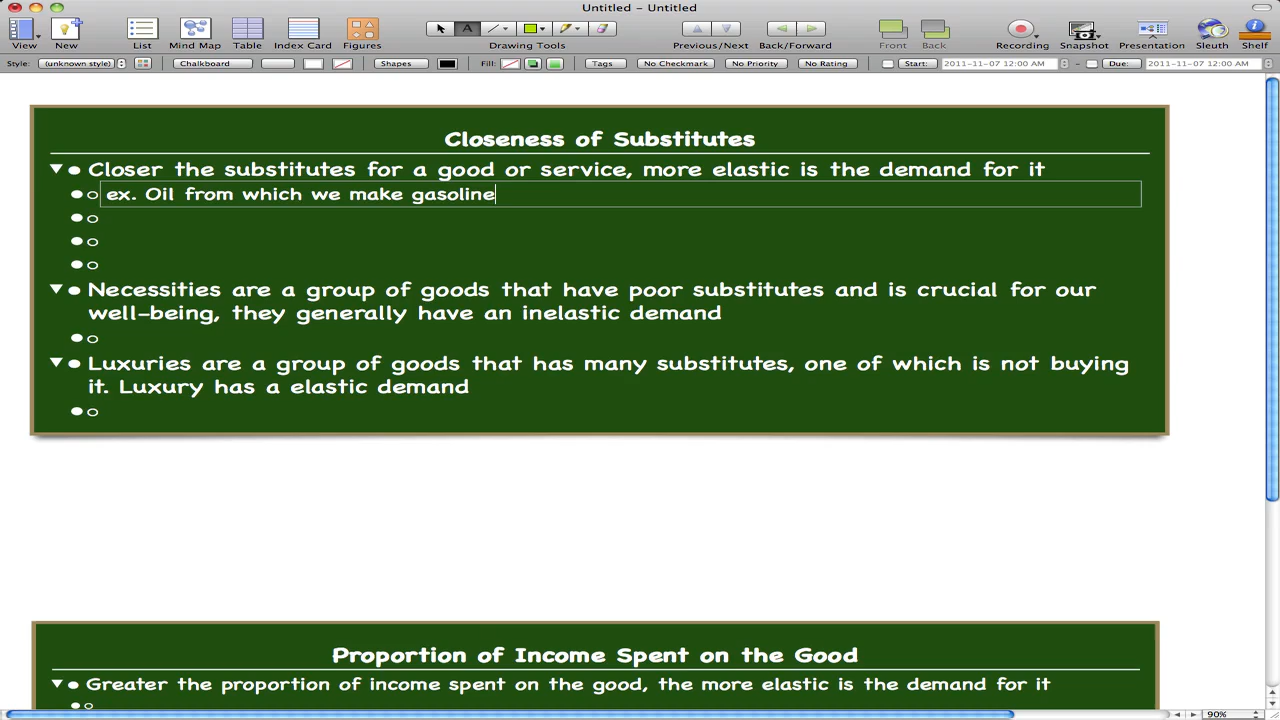 Untitled - Untitled
View New List Mind Map Table Index Card Figures Drawing Tools Previous/Next Back/Forward Front Back Recording Snapshot Presentation Sleuth Shelf
Style: (unknown style) Chalkboard Shapes Fill: Tags No Checkmark No Priority No Rating Start: 2011-11-07 12:00 AM - Due: 2011-11-07 12:00 AM
Closeness of Substitutes
Closer the substitutes for a good or service, more elastic is the demand for it
ex. Oil from which we make gasoline
Necessities are a group of goods that have poor substitutes and is crucial for our
well-being, they generally have an inelastic demand
Luxuries are a group of goods that has many substitutes, one of which is not buying
it. Luxury has a elastic demand
Proportion of Income Spent on the Good
Greater the proportion of income spent on the good, the more elastic is the demand for it
90%